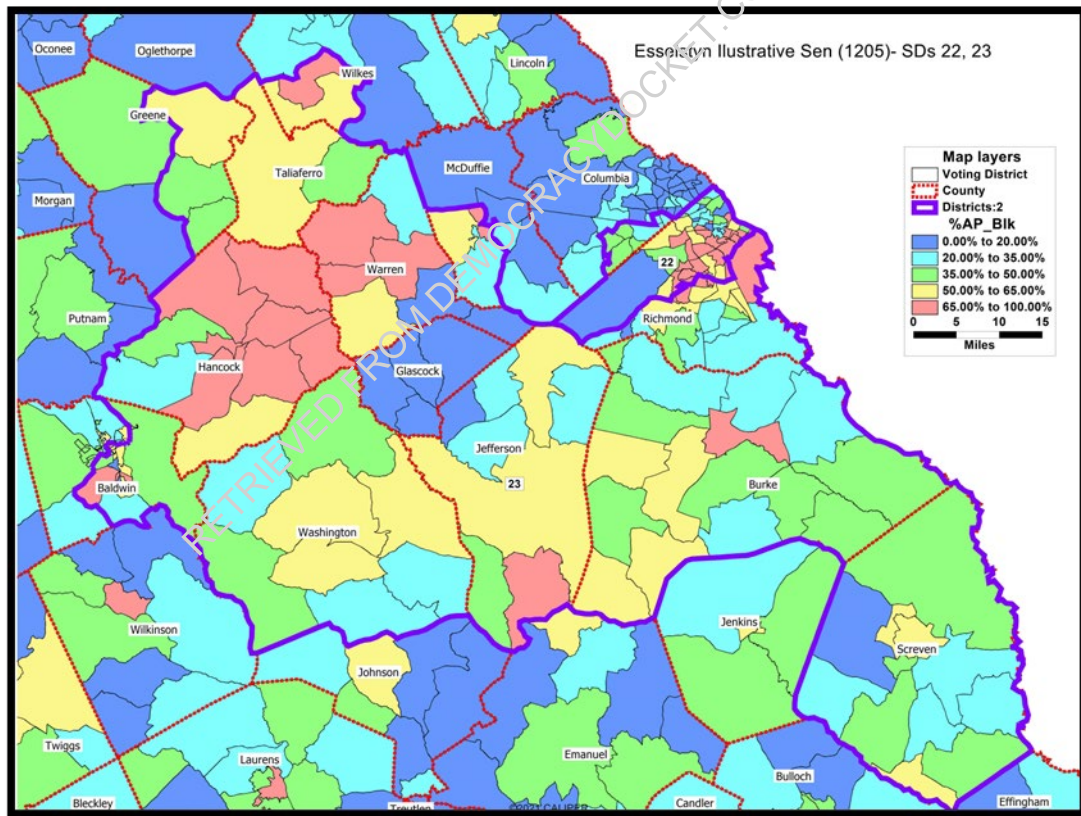 Esselstyn Ilustrative Sen (1205)- SDs 22, 23
Oconee
Oglethorpe
Wilkes
Lincoln
Greene
Taliaferro
McDuffie
Columbia
Morgan
Warren
22
Richmond
Putnam
Hancock
Glascock
Jefferson
23
Baldwin
Burke
Washington
Wilkinson
Jenkins
Screven
Johnson
Twiggs
Laurens
Emanuel
Bulloch
Bleckley
Treutlen
Candler
Effingham
©2021 CALIPER
Map layers
Voting District
County
Districts:2
%AP_Blk
0.00% to 20.00%
20.00% to 35.00%
35.00% to 50.00%
50.00% to 65.00%
65.00% to 100.00%
0 5 10 15
Miles
RETRIEVED FROM DEMOCRACYDOCKET.C